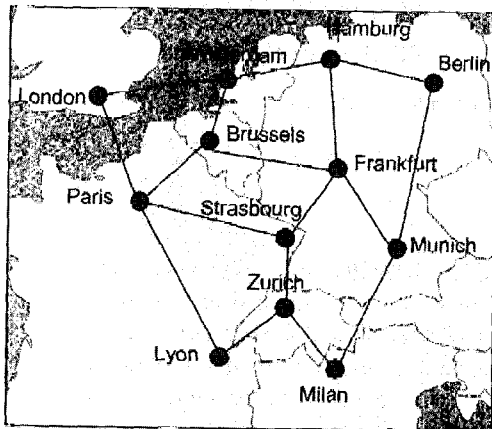 Hamburg
Berlin
London
Brussels
Frankfurt
Paris
Strasbourg
Munich
Zurich
Lyon
Milan